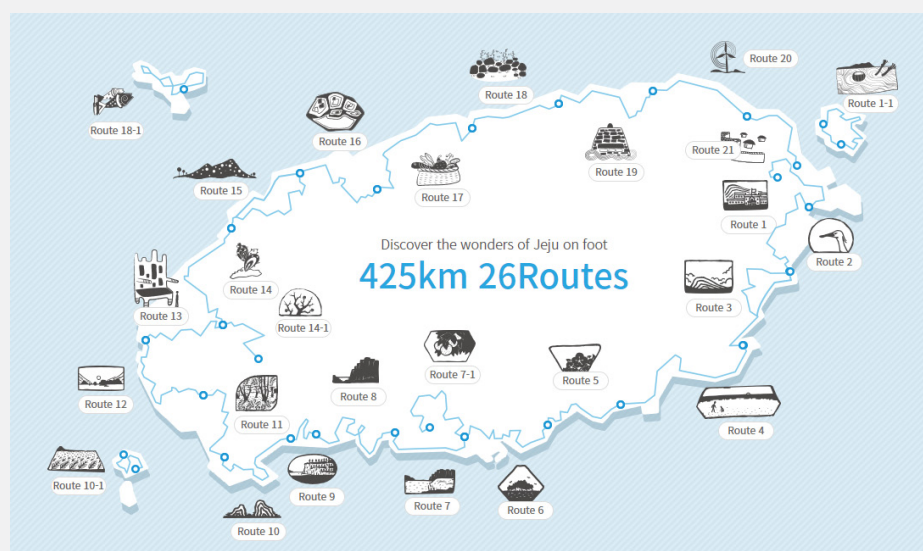 Route 20
Route 1-1
Route 18
Route 18-1
Route 16
Route 21
Route 19
Route 15
Route 17
Route 1
Discover the wonders of Jeju on foot
Route 2
425km 26Routes
Route 14
Route 3
Route 13
Route 14-1
Route 7-1
Route 5
Route 8
Route 12
Route 11
Route 4
Route 10-1
Route 9
Route 7
Route 6
Route 10